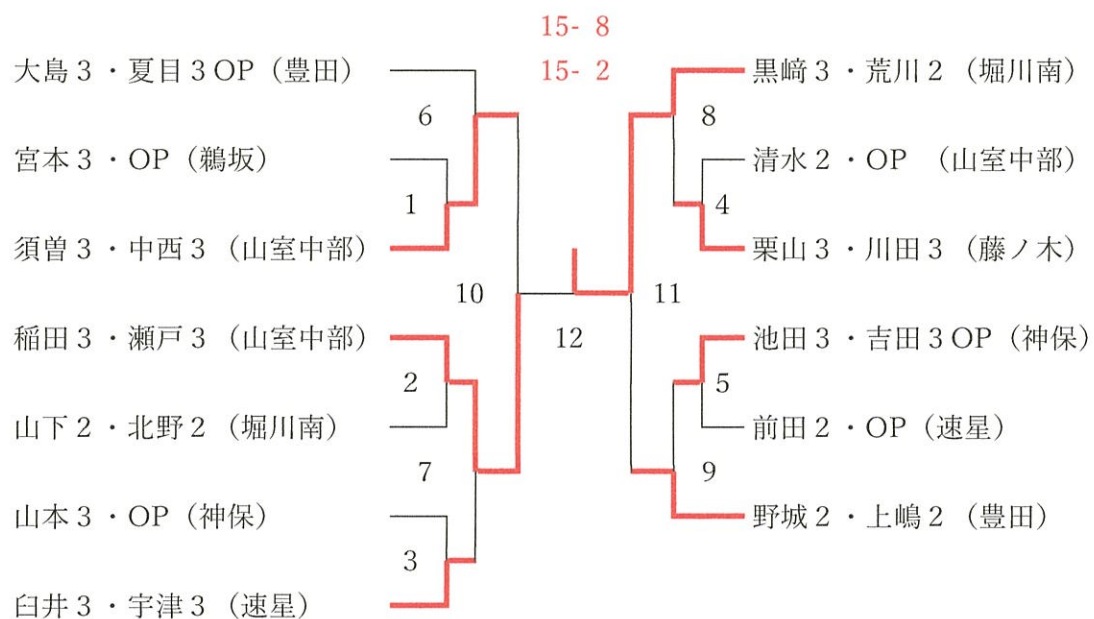 15- 8
15- 2
大島３・夏目３OP（豊田）
6
宮本３・OP（鵜坂）
1
須曽３・中西３（山室中部）
10
稲田３・瀬戸３（山室中部）
2
山下２・北野２（堀川南）
7
山本３・OP（神保）
3
臼井３・宇津３（速星）
12
黒﨑３・荒川２（堀川南）
8
清水２・OP （山室中部）
4
栗山３・川田３（藤ノ木）
11
池田３・吉田３OP（神保）
5
前田２・OP（速星）
9
野城２・上嶋２（豊田）